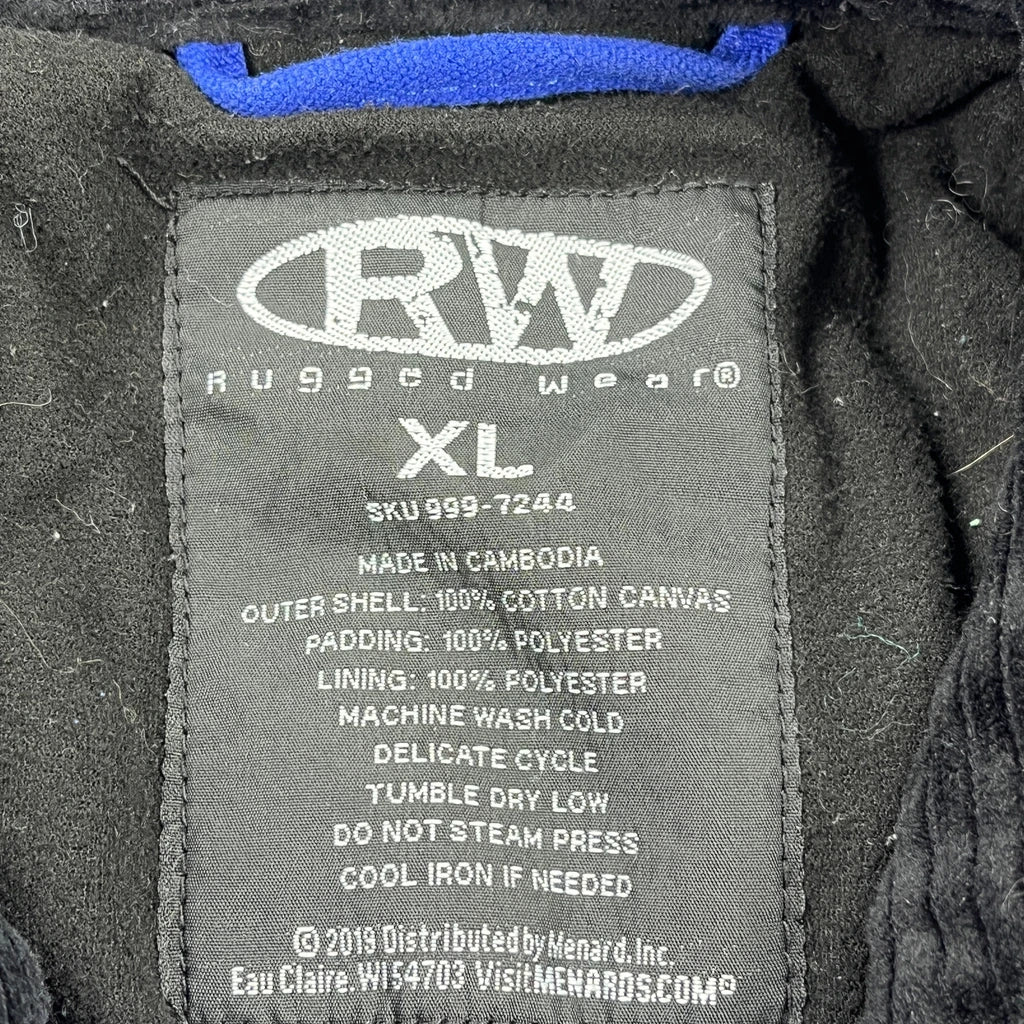 RW
Rugged Wear®
XL
SKU 999-7244
MADE IN CAMBODIA
OUTER SHELL: 100% COTTON CANVAS
PADDING: 100% POLYESTER
LINING: 100% POLYESTER
MACHINE WASH COLD
DELICATE CYCLE
TUMBLE DRY LOW
DO NOT STEAM PRESS
COOL IRON IF NEEDED
© 2019 Distributed by Menard, Inc.
Eau Claire, WI 54703 Visit MENARDS.COM®